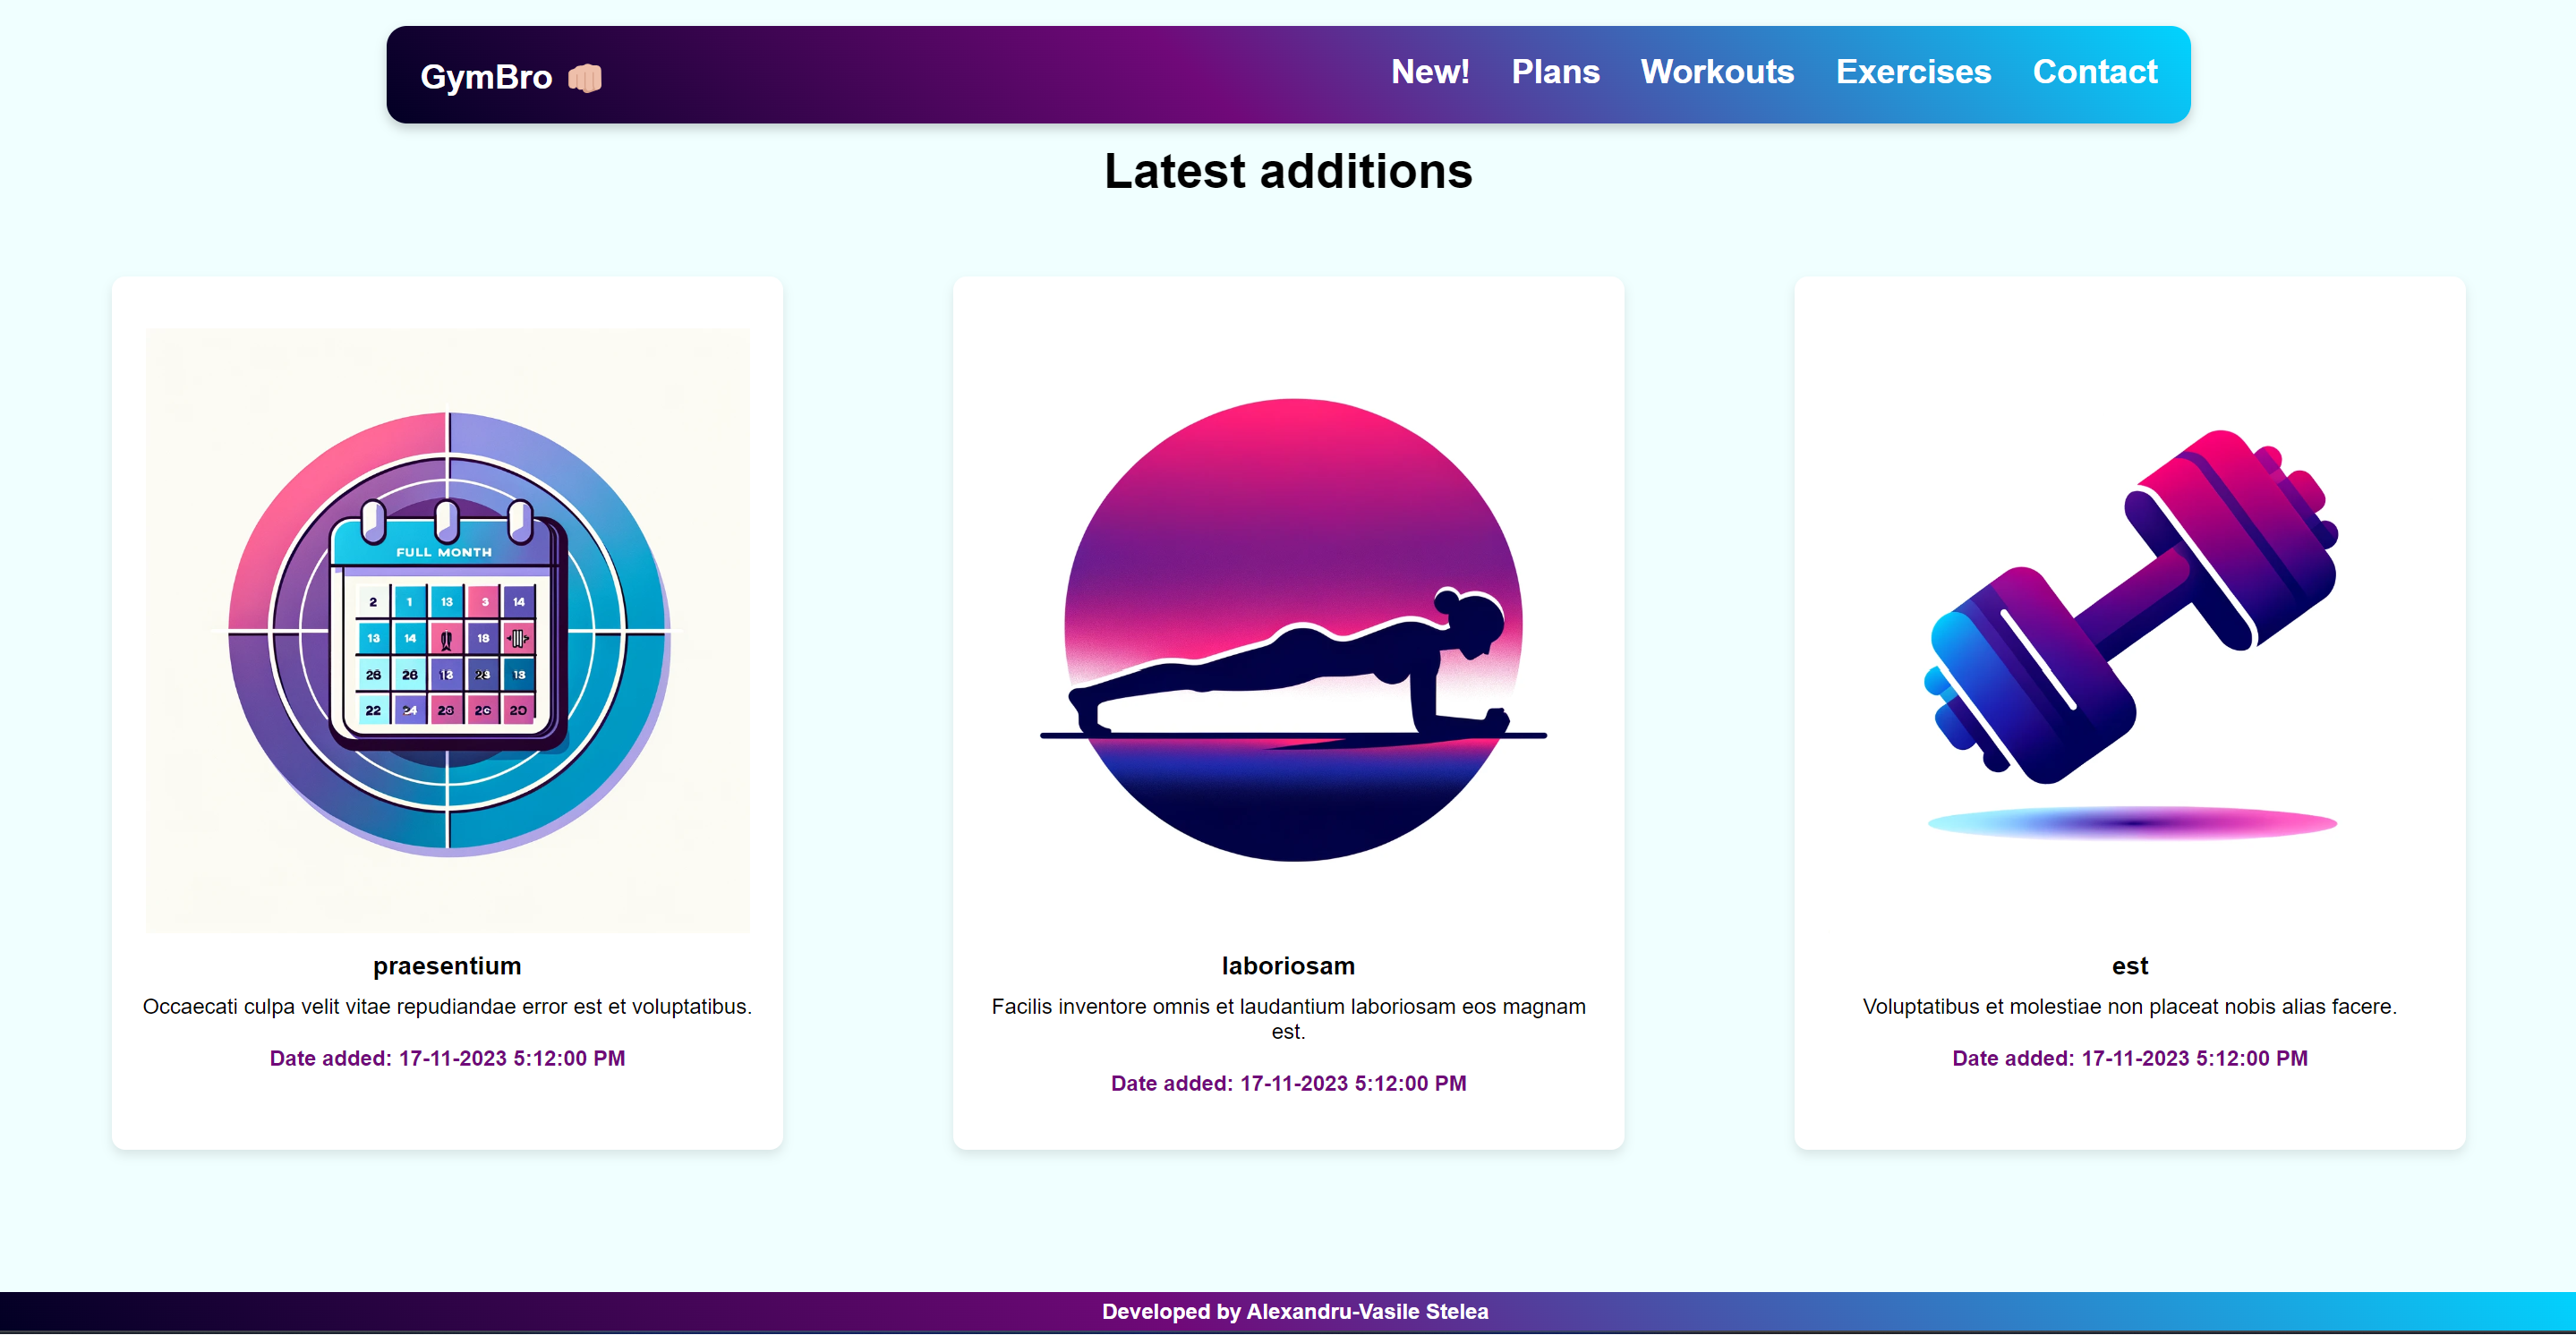 GymBro 👊🏼
New! Plans Workouts Exercises Contact
Latest additions
FULL MONTH
2 1 13 3 14
13 14 18
26 26 13 13
22 24 26 20
praesentium
Occaecati culpa velit vitae repudiandae error est et voluptatibus.
Date added: 17-11-2023 5:12:00 PM
laboriosam
Facilis inventore omnis et laudantium laboriosam eos magnam
est.
Date added: 17-11-2023 5:12:00 PM
est
Voluptatibus et molestiae non placeat nobis alias facere.
Date added: 17-11-2023 5:12:00 PM
Developed by Alexandru-Vasile Stelea